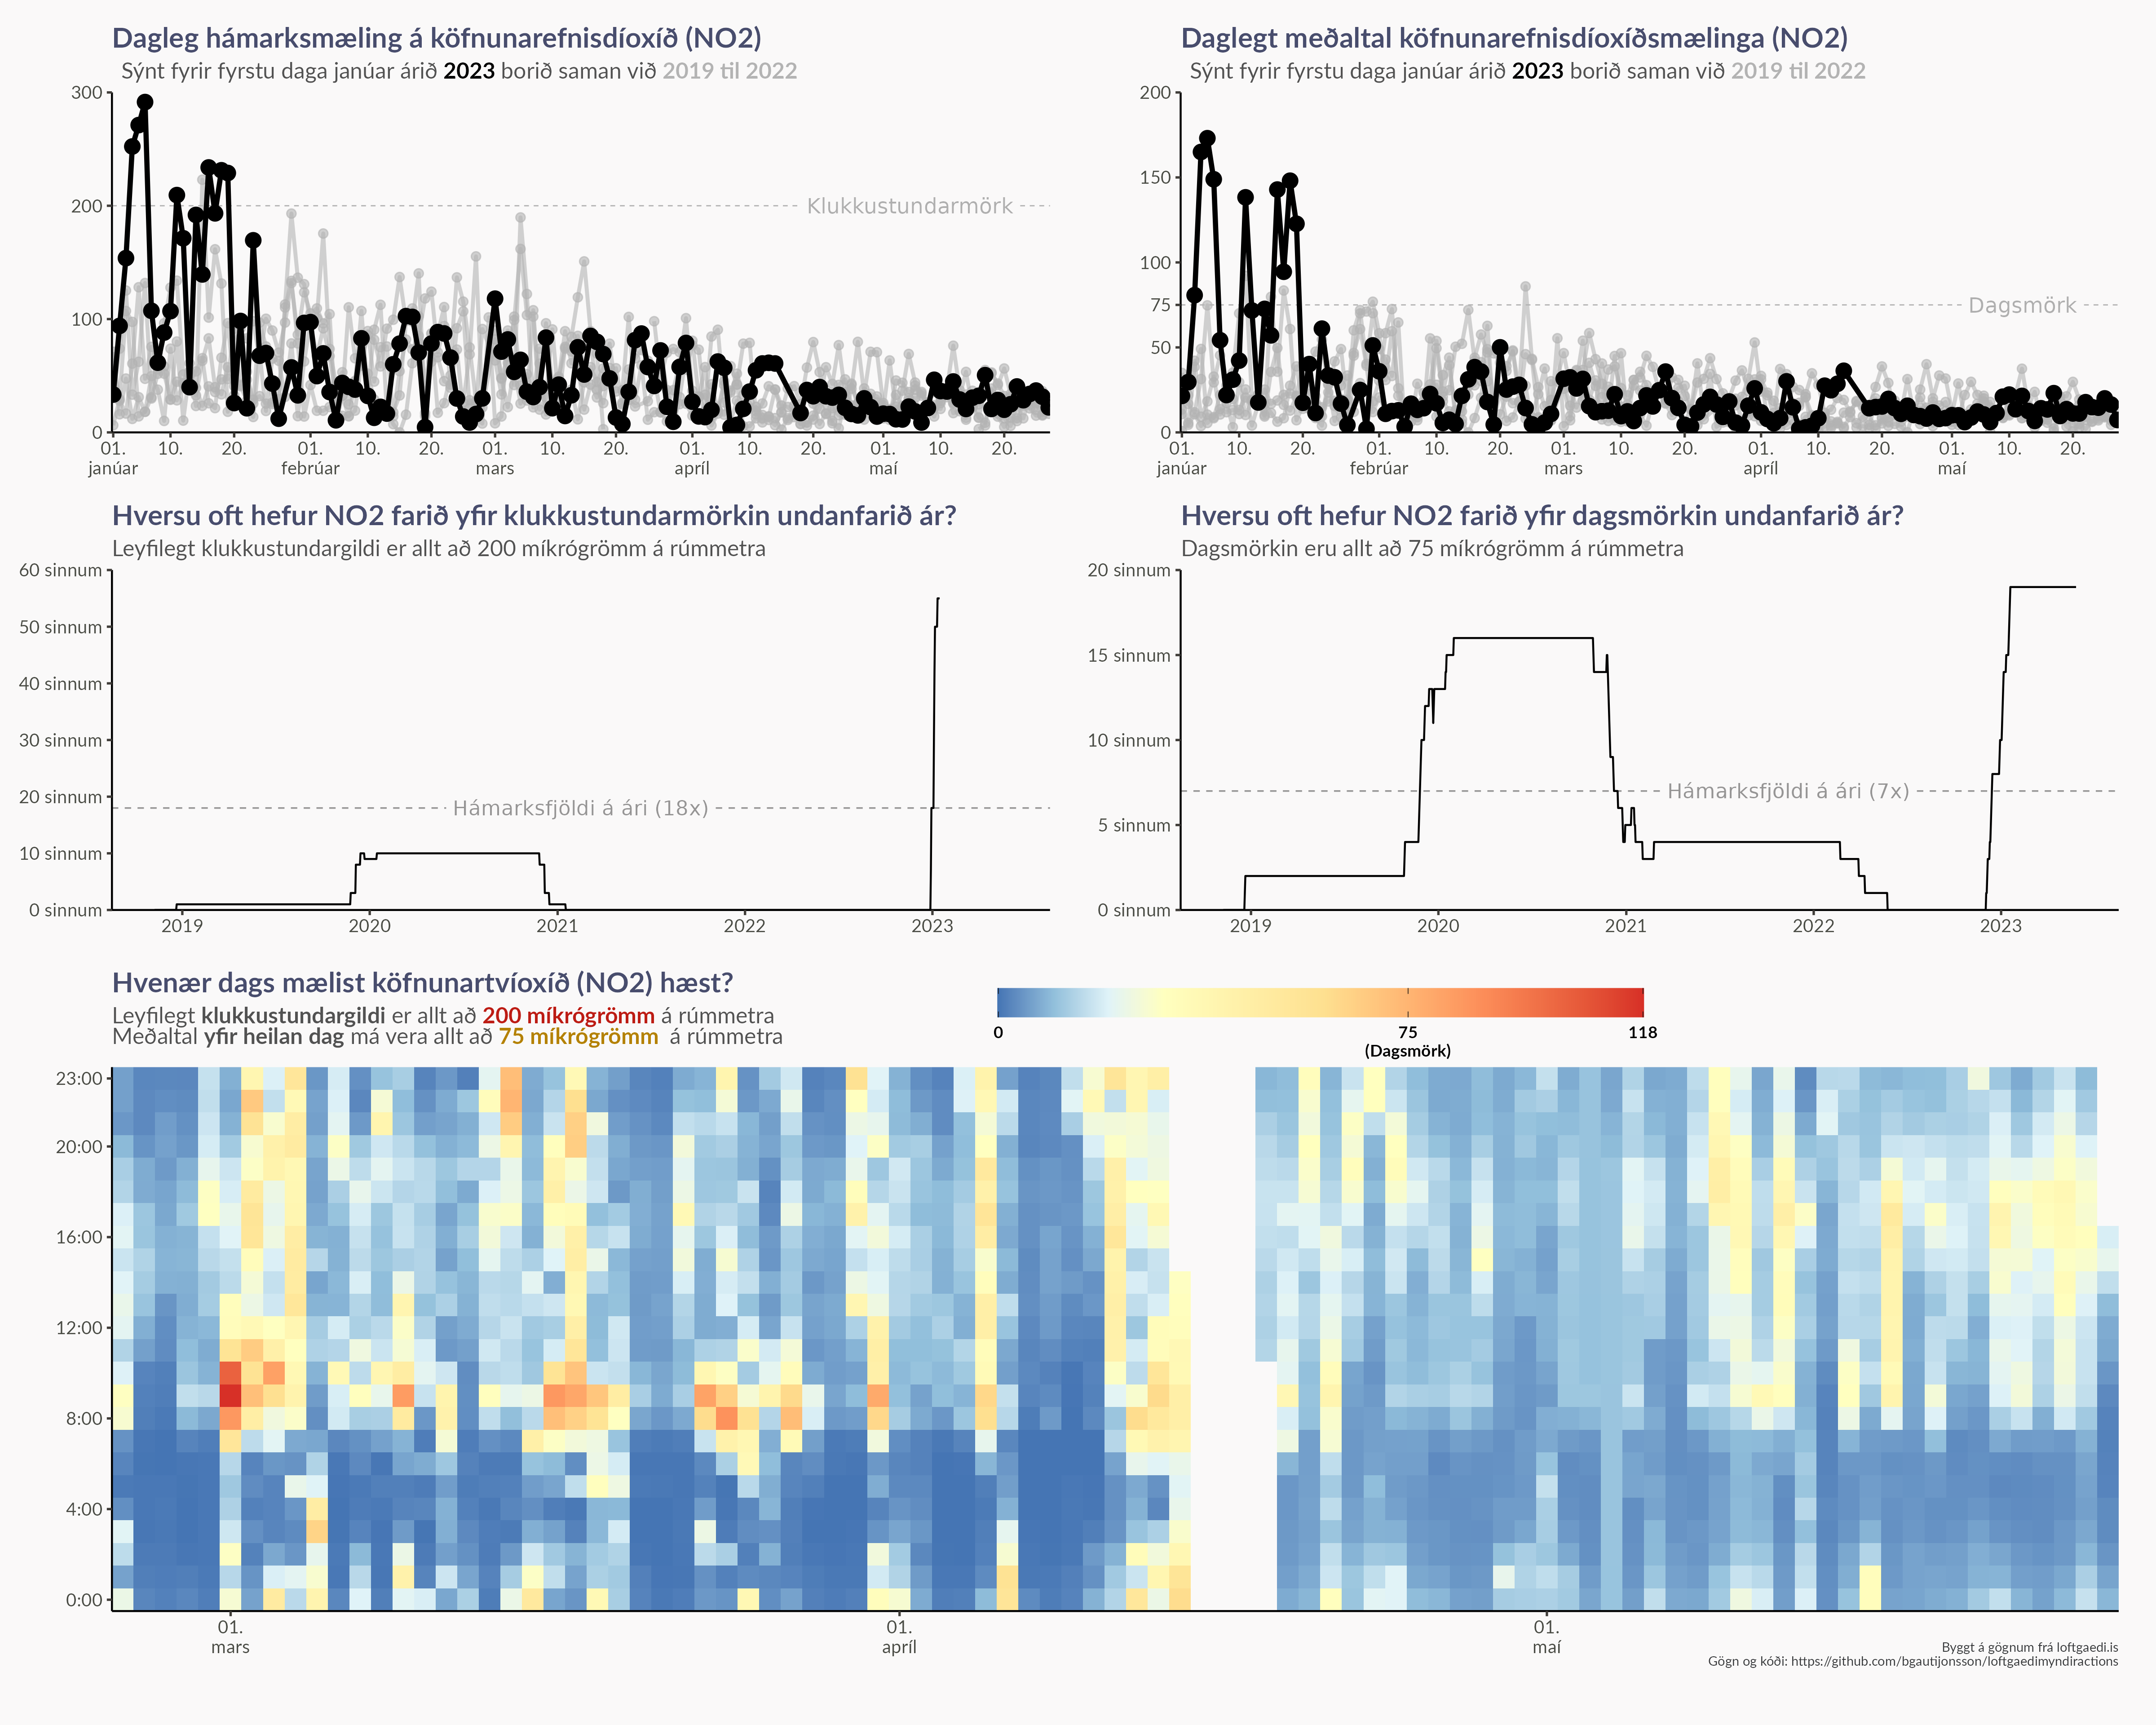 Dagleg hámarksmæling á köfnunarefnisdíoxíð (NO2)
Sýnt fyrir fyrstu daga janúar árið 2023 borið saman við 2019 til 2022
300
200
100
0
Klukkustundarmörk
01. 10. 20. 01. 10. 20. 01. 10. 20. 01. 10. 20. 01. 10. 20.
janúar febrúar mars apríl maí
Daglegt meðaltal köfnunarefnisdíoxíðsmælinga (NO2)
Sýnt fyrir fyrstu daga janúar árið 2023 borið saman við 2019 til 2022
200
150
100
75
50
0
Dagsmörk
01. 10. 20. 01. 10. 20. 01. 10. 20. 01. 10. 20. 01. 10. 20.
janúar febrúar mars apríl maí
Hversu oft hefur NO2 farið yfir klukkustundarmörkin undanfarið ár?
Leyfilegt klukkustundargildi er allt að 200 míkrógrömm á rúmmetra
60 sinnum
50 sinnum
40 sinnum
30 sinnum
20 sinnum
10 sinnum
0 sinnum
Hámarksfjöldi á ári (18x)
2019 2020 2021 2022 2023
Hversu oft hefur NO2 farið yfir dagsmörkin undanfarið ár?
Dagsmörkin eru allt að 75 míkrógrömm á rúmmetra
20 sinnum
15 sinnum
10 sinnum
5 sinnum
0 sinnum
Hámarksfjöldi á ári (7x)
2019 2020 2021 2022 2023
Hvenær dags mælist köfnunartvíoxíð (NO2) hæst?
Leyfilegt klukkustundargildi er allt að 200 míkrógrömm á rúmmetra
Meðaltal yfir heilan dag má vera allt að 75 míkrógrömm á rúmmetra
0 75 118
(Dagsmörk)
23:00
20:00
16:00
12:00
8:00
4:00
0:00
01. 01. 01.
mars apríl maí
Byggt á gögnum frá loftgaedi.is
Gögn og kóði: https://github.com/bgautijonsson/loftgaedimyndiractions